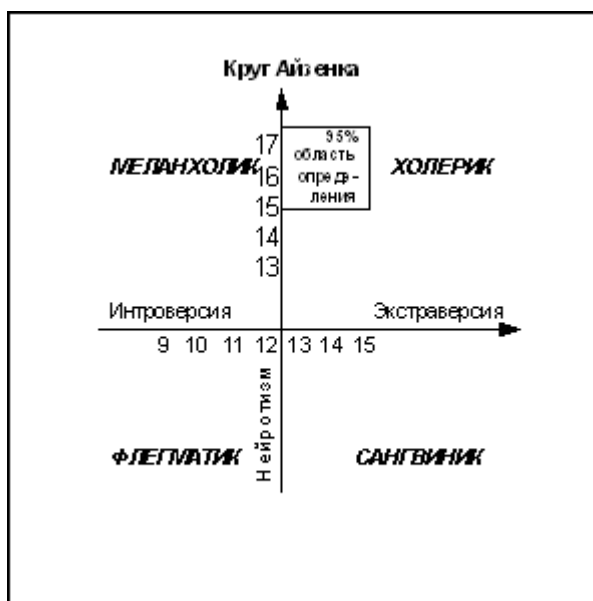 Круг Айзенка
17
95%
область
опреде-
ления
МЕЛАНХОЛИК
ХОЛЕРИК
16
15
14
13
Интроверсия
Экстраверсия
9 10 11 12 13 14 15
Нейротизм
ФЛЕГМАТИК
САНГВИНИК